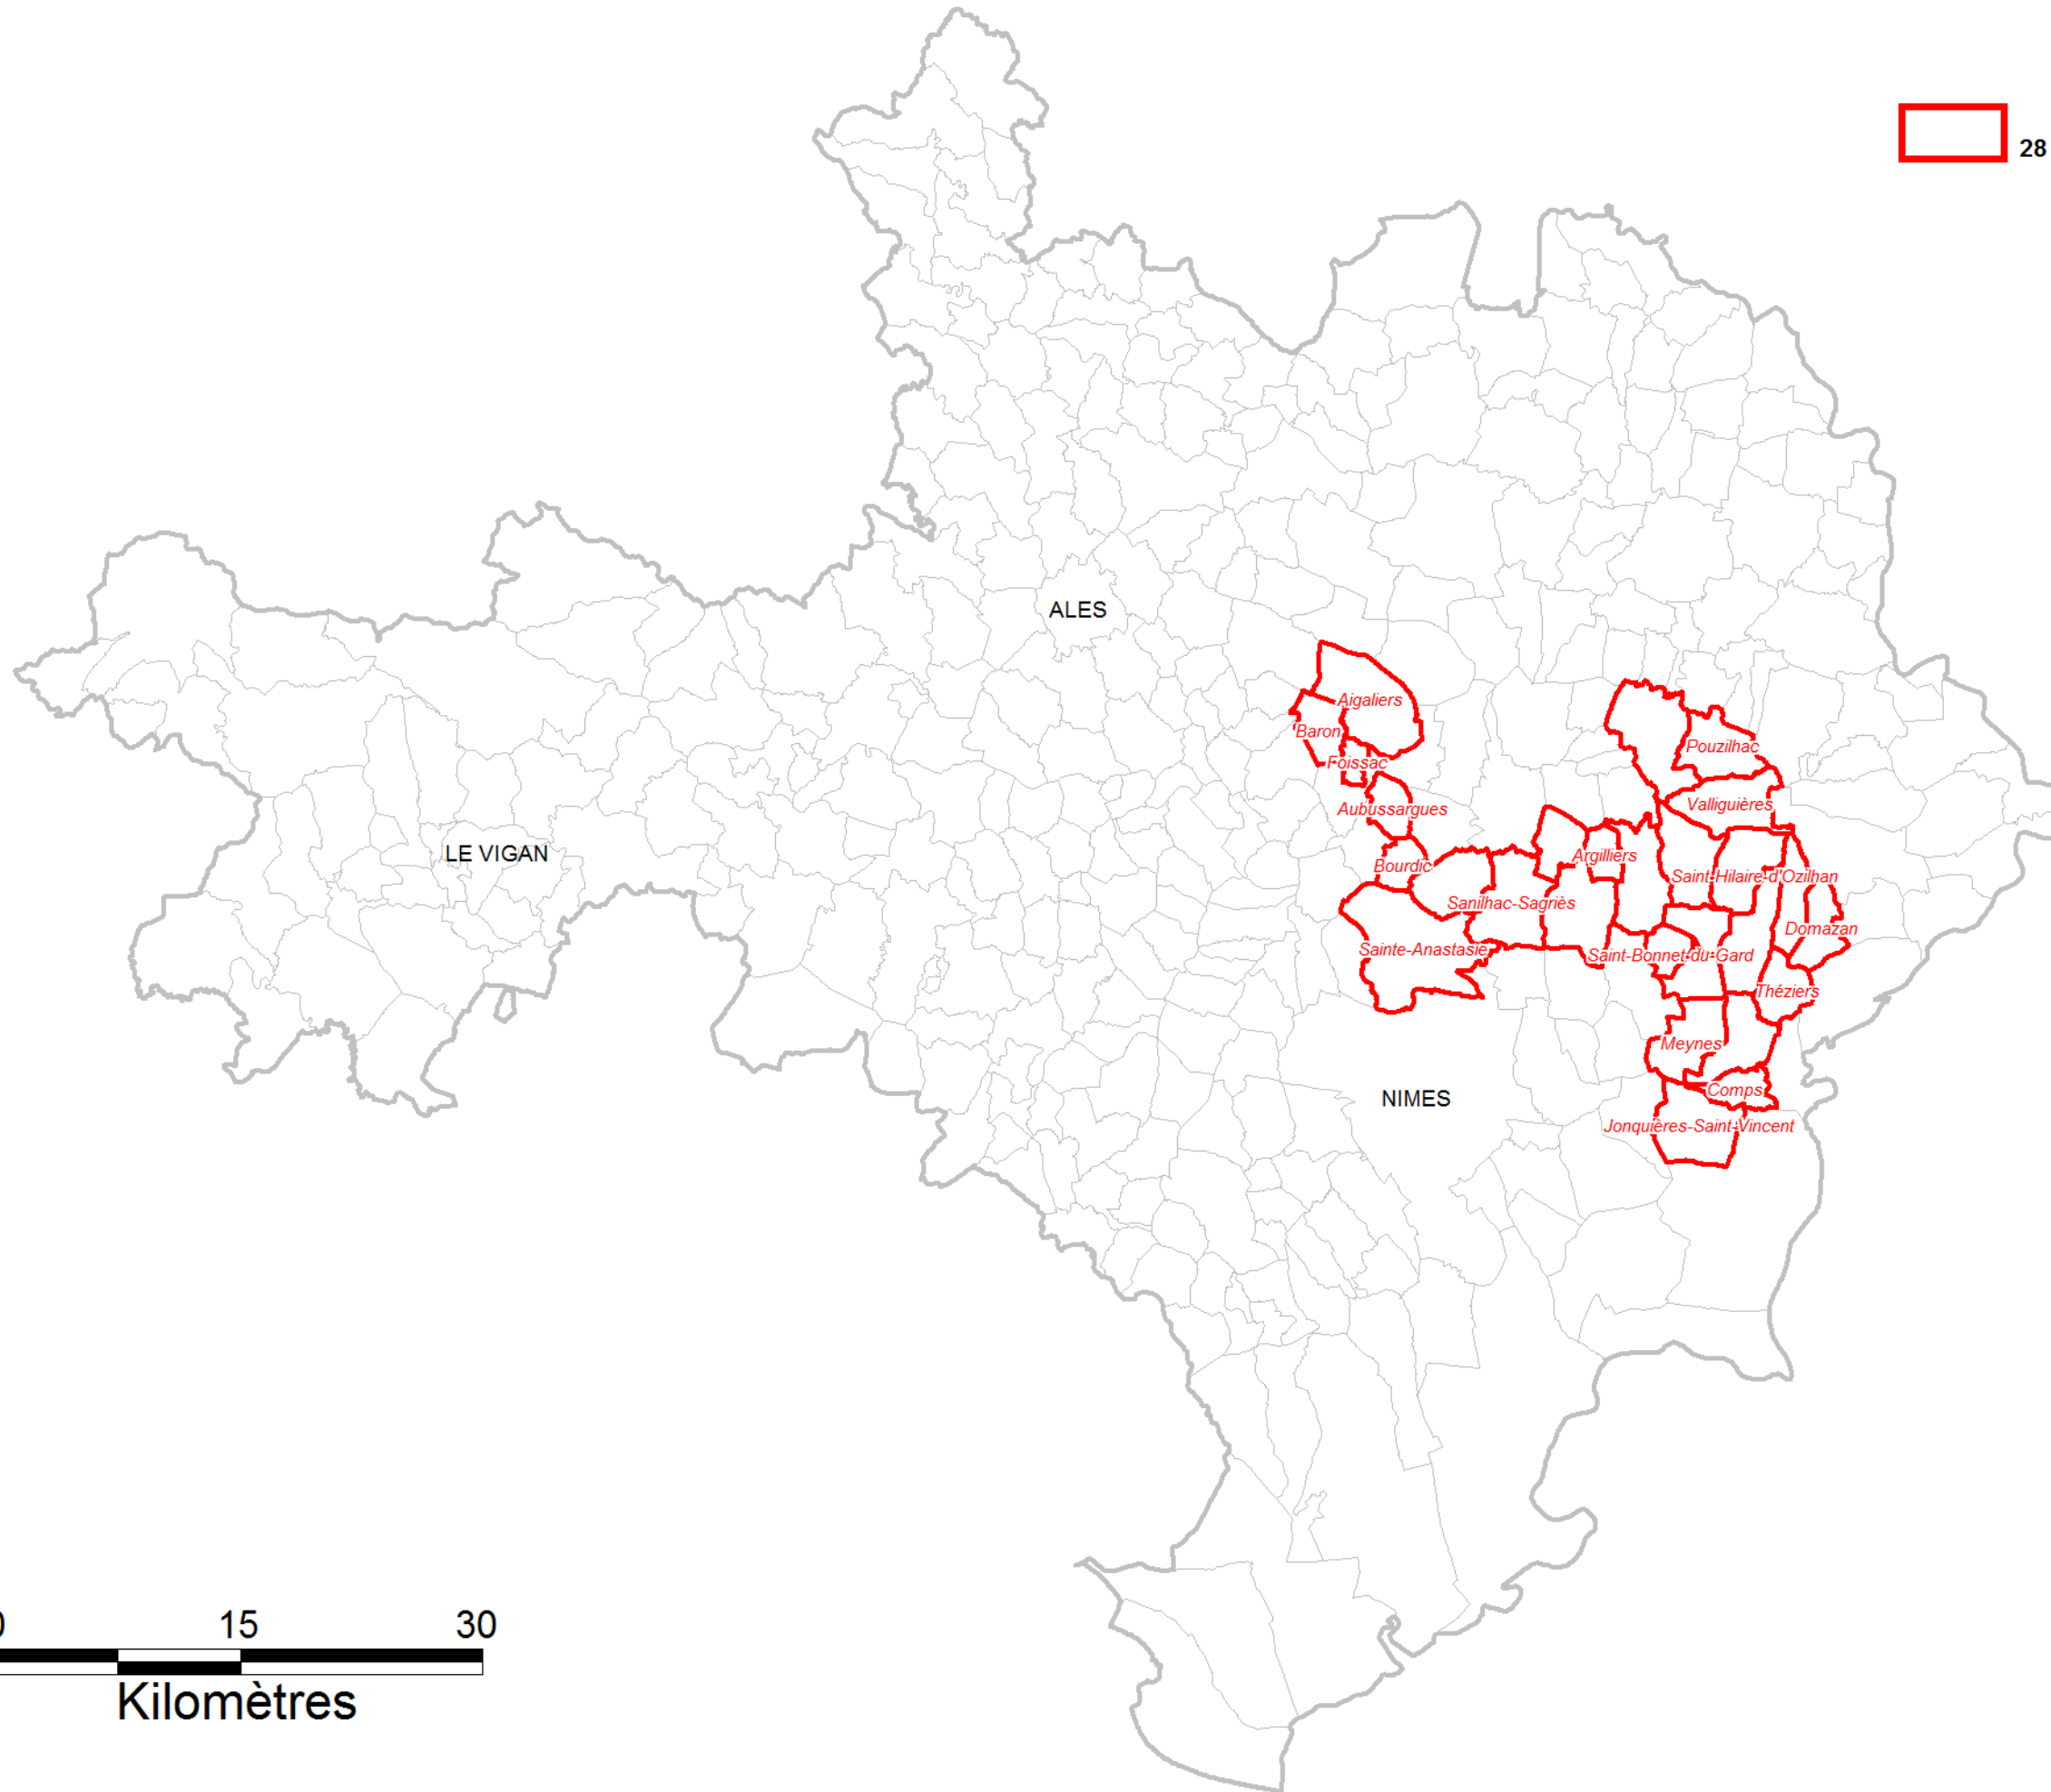 28
ALES
Aigaliers
Baron
Pouzilhac
Foissac
Valliguières
Aubussargues
LE VIGAN
Argilliers
Bourdic
Saint-Hilaire-d'Ozilhan
Sanilhac-Sagriès
Domazan
Sainte-Anastasie
Saint-Bonnet-du-Gard
Théziers
Meynes
Comps
NIMES
Jonquières-Saint-Vincent
0 15 30
Kilomètres